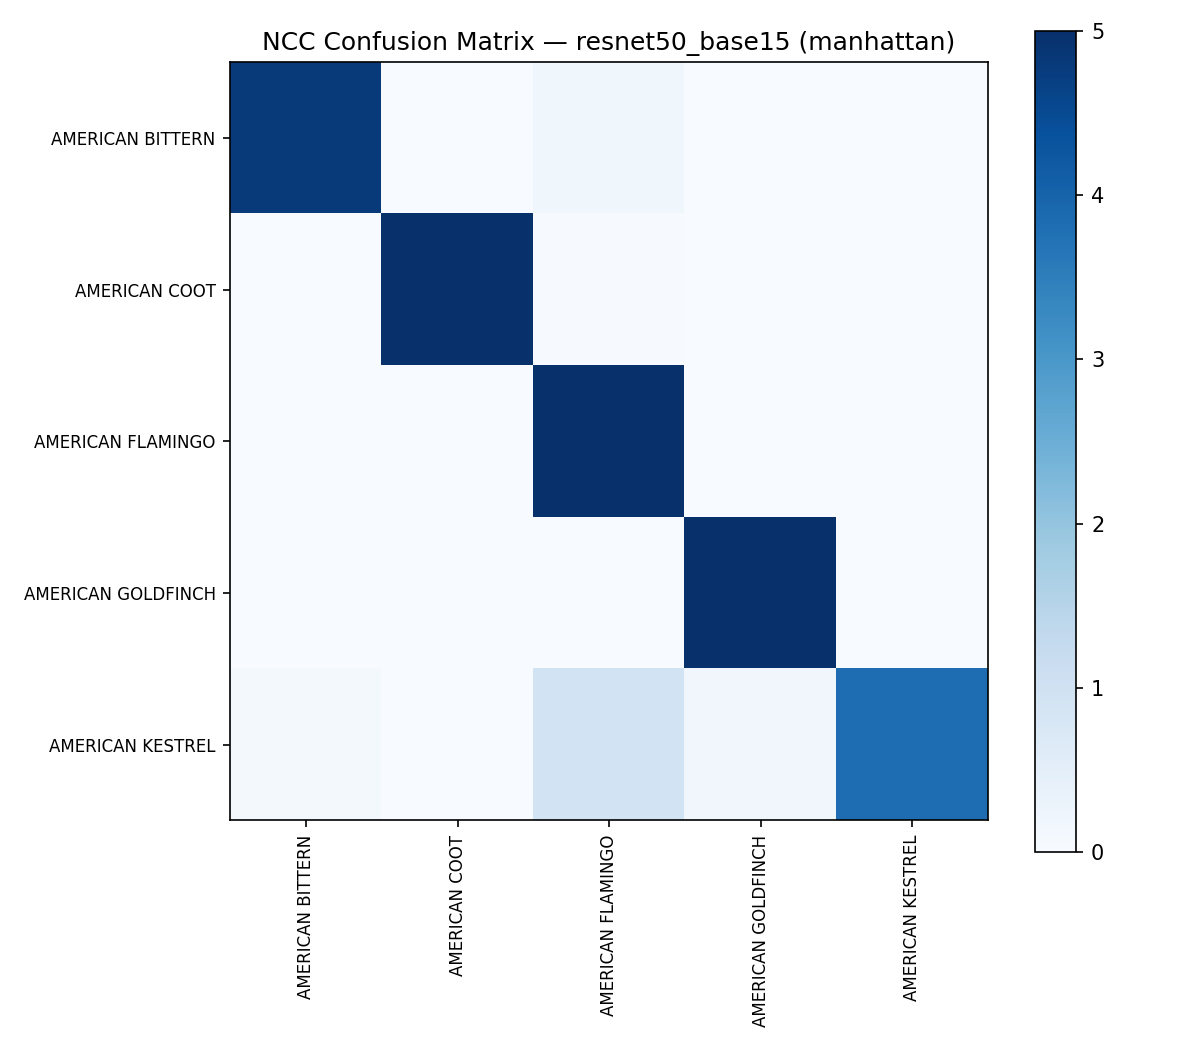 NCC Confusion Matrix — resnet50_base15 (manhattan)
AMERICAN BITTERN
AMERICAN COOT
AMERICAN FLAMINGO
AMERICAN GOLDFINCH
AMERICAN KESTREL
AMERICAN BITTERN
AMERICAN COOT
AMERICAN FLAMINGO
AMERICAN GOLDFINCH
AMERICAN KESTREL
5
4
3
2
1
0